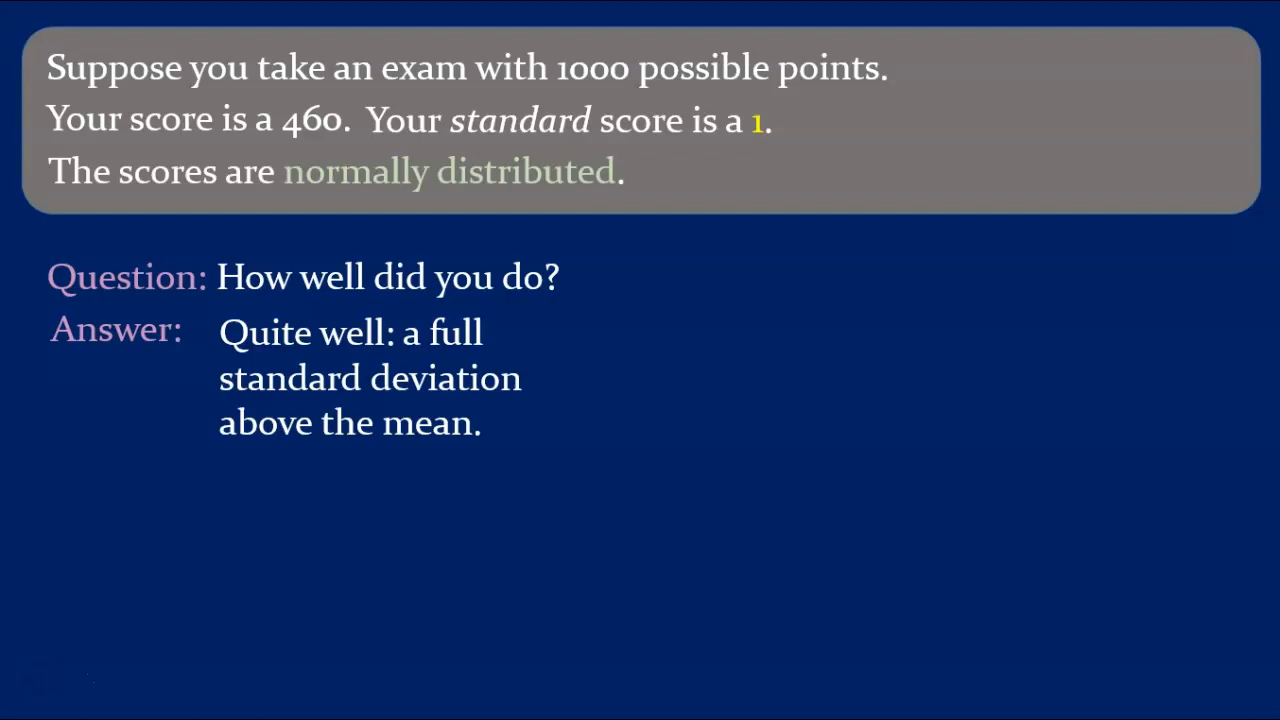 Suppose you take an exam with 1000 possible points.
Your score is a 460. Your standard score is a 1.
The scores are normally distributed.
Question: How well did you do?
Answer: Quite well: a full
standard deviation
above the mean.